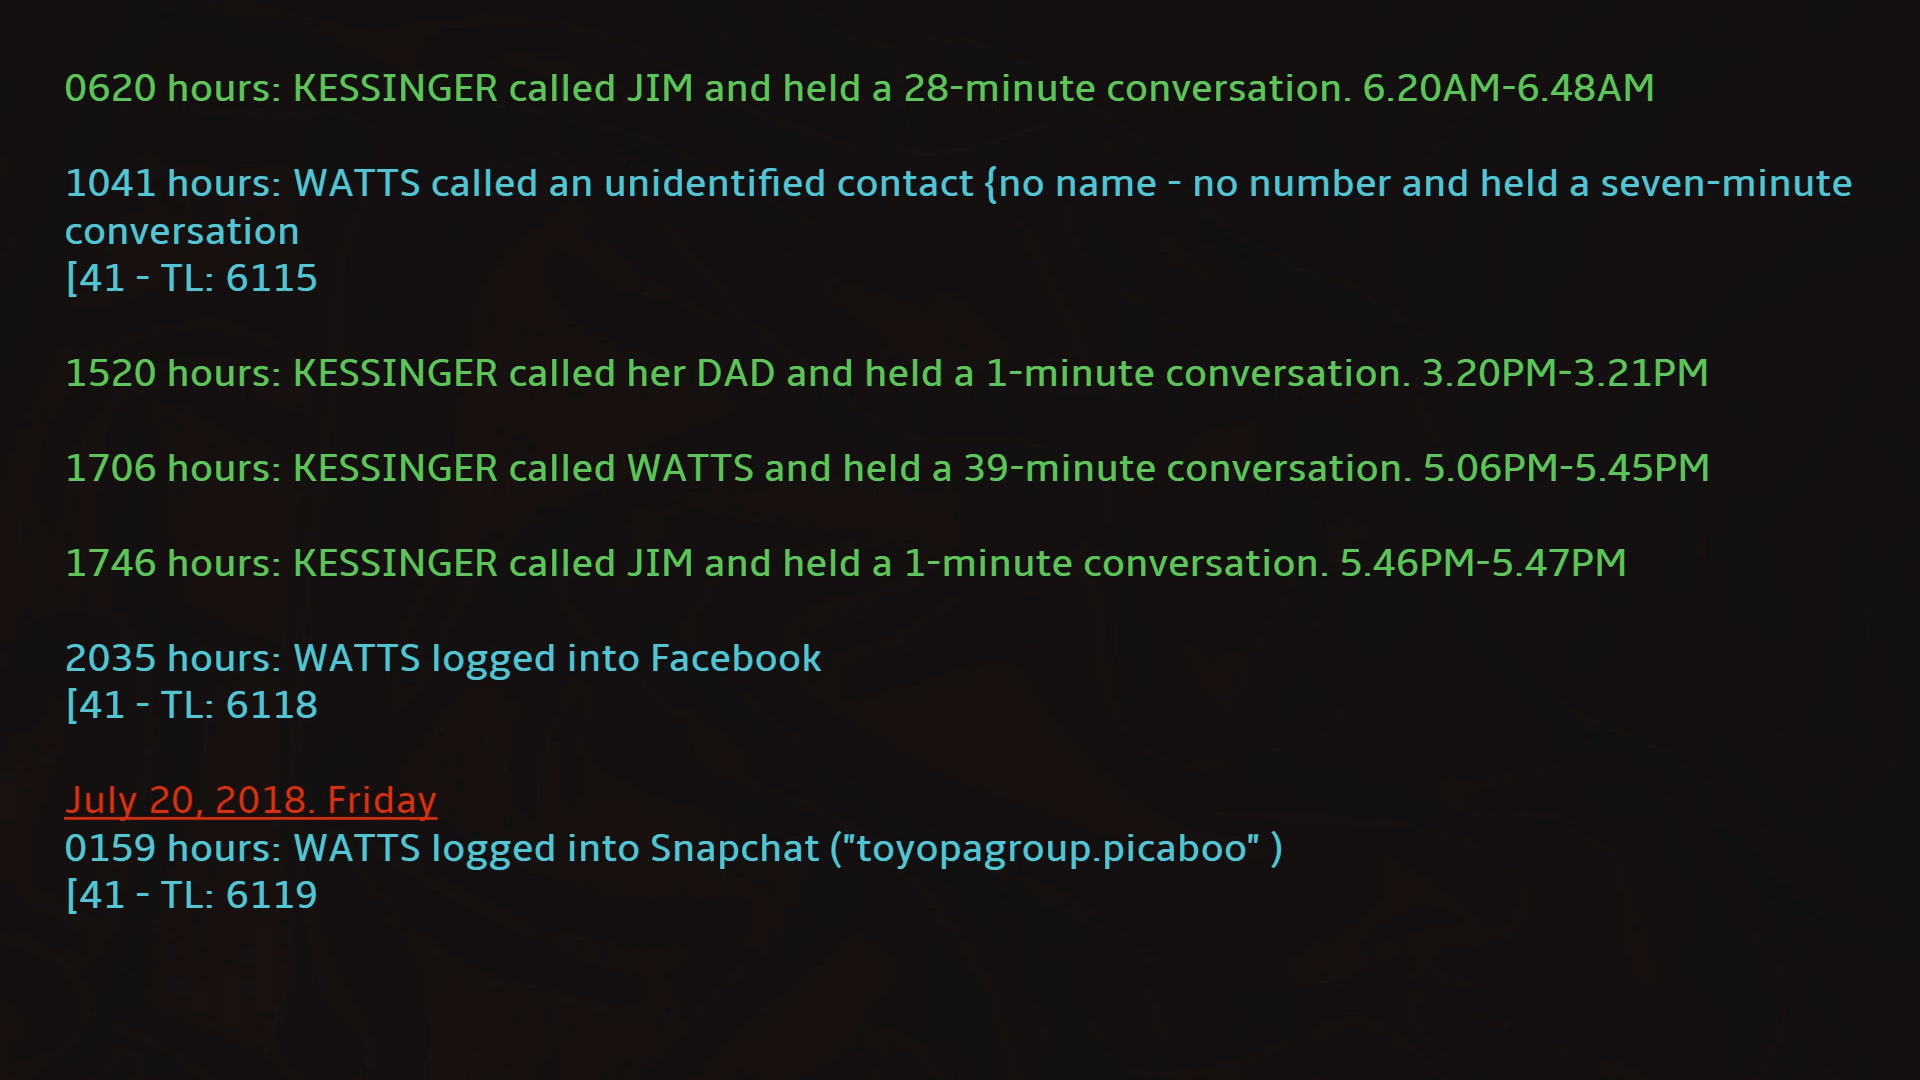 0620 hours: KESSINGER called JIM and held a 28-minute conversation. 6.20AM-6.48AM
1041 hours: WATTS called an unidentified contact {no name - no number and held a seven-minute
conversation
[41 - TL: 6115
1520 hours: KESSINGER called her DAD and held a 1-minute conversation. 3.20PM-3.21PM
1706 hours: KESSINGER called WATTS and held a 39-minute conversation. 5.06PM-5.45PM
1746 hours: KESSINGER called JIM and held a 1-minute conversation. 5.46PM-5.47PM
2035 hours: WATTS logged into Facebook
[41 - TL: 6118
July 20, 2018. Friday
0159 hours: WATTS logged into Snapchat ("toyopagroup.picaboo" )
[41 - TL: 6119